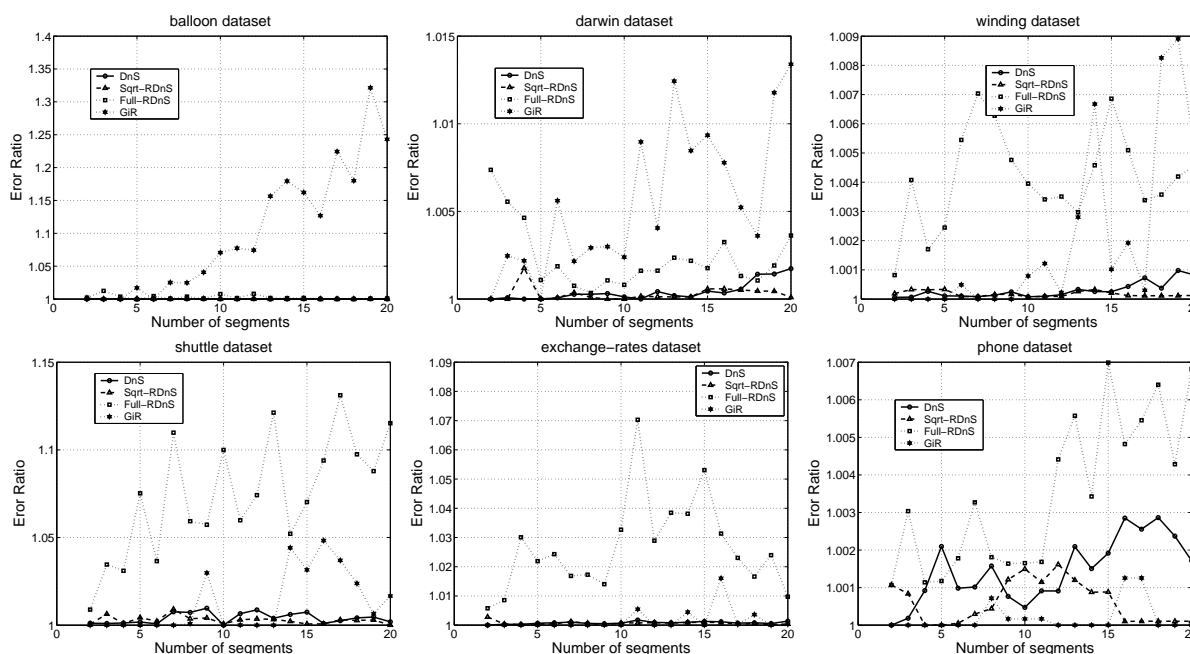 balloon dataset
1.4
1.35
1.3
1.25
1.2
1.15
1.1
1.05
1
Eror Ratio
DnS
Sqrt−RDnS
Full−RDnS
GiR
0 5 10 15 20
Number of segments
darwin dataset
1.015
1.01
1.005
1
Eror Ratio
DnS
Sqrt−RDnS
Full−RDnS
GiR
0 5 10 15 20
Number of segments
winding dataset
1.009
1.008
1.007
1.006
1.005
1.004
1.003
1.002
1.001
1
Eror Ratio
DnS
Sqrt−RDnS
Full−RDnS
GiR
0 5 10 15 20
Number of segments
shuttle dataset
1.15
1.1
1.05
1
Eror Ratio
DnS
Sqrt−RDnS
Full−RDnS
GiR
0 5 10 15 20
Number of segments
exchange−rates dataset
1.09
1.08
1.07
1.06
1.05
1.04
1.03
1.02
1.01
1
Eror Ratio
DnS
Sqrt−RDnS
Full−RDnS
GiR
0 5 10 15 20
Number of segments
phone dataset
1.007
1.006
1.005
1.004
1.003
1.002
1.001
1
Eror Ratio
DnS
Sqrt−RDnS
Full−RDnS
GiR
0 5 10 15 20
Number of segments